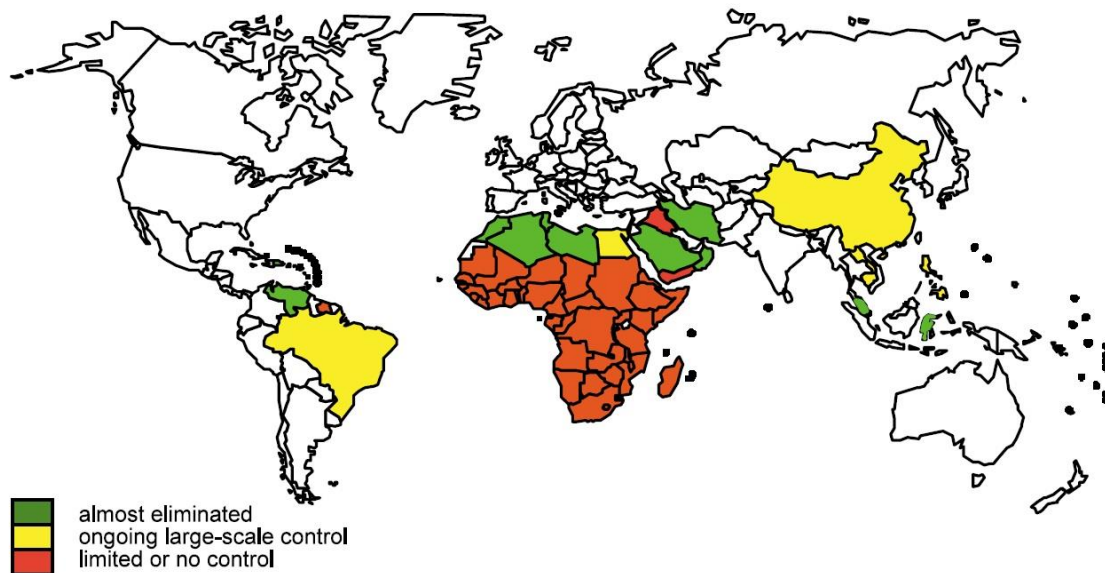 almost eliminated
ongoing large-scale control
limited or no control